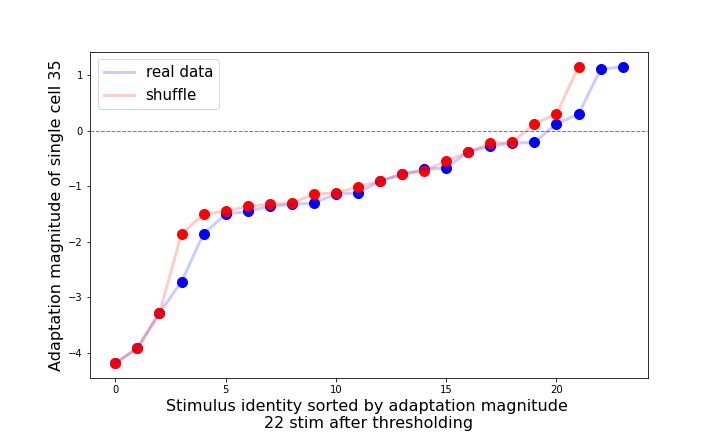 real data
shuffle
Adaptation magnitude of single cell 35
1
0
−1
−2
−3
−4
0 5 10 15 20
Stimulus identity sorted by adaptation magnitude
22 stim after thresholding